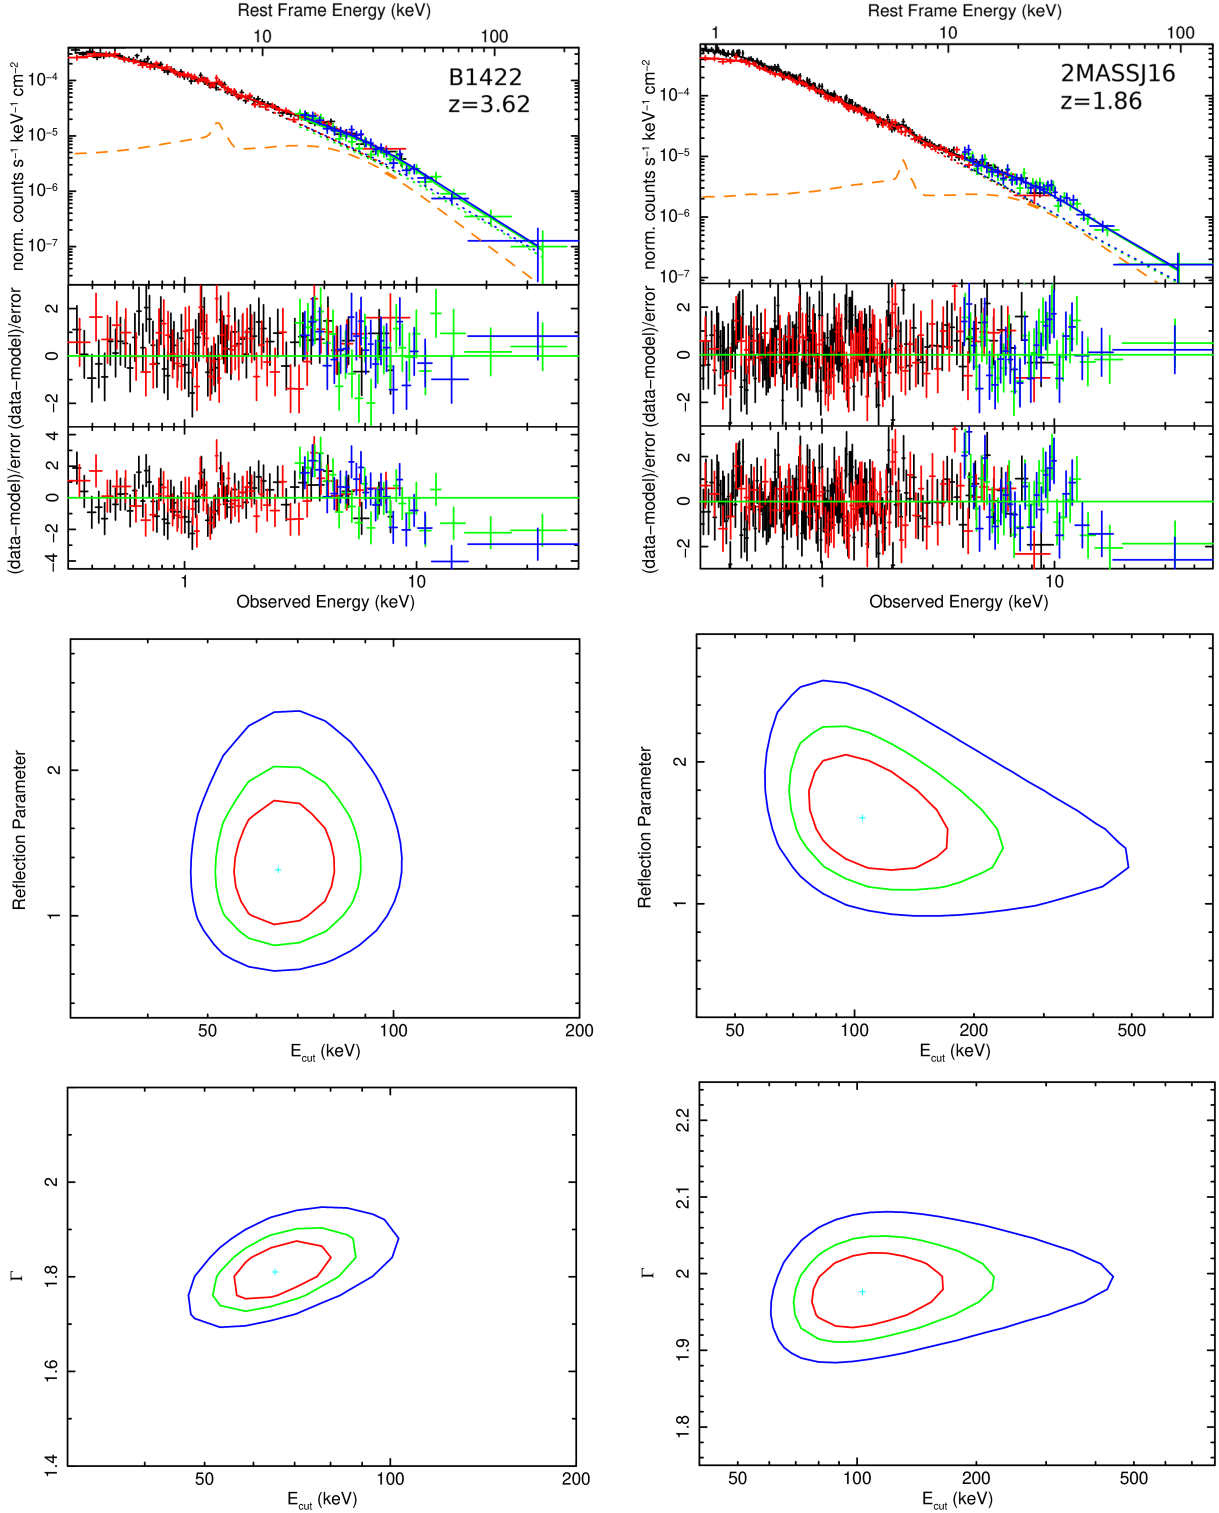 Rest Frame Energy (keV)
10 100
norm. counts s⁻¹ keV⁻¹ cm⁻²
10⁻⁴
10⁻⁵
10⁻⁶
10⁻⁷
B1422
z=3.62
(data−model)/error
2
0
−2
(data−model)/error
4
2
0
−2
−4
1 10
Observed Energy (keV)
Rest Frame Energy (keV)
1 10 100
norm. counts s⁻¹ keV⁻¹ cm⁻²
10⁻⁴
10⁻⁵
10⁻⁶
10⁻⁷
2MASSJ16
z=1.86
(data−model)/error
2
0
−2
(data−model)/error
2
0
−2
1 10
Observed Energy (keV)
Reflection Parameter
2
1
50 100 200
E_cut (keV)
Reflection Parameter
2
1
50 100 200 500
E_cut (keV)
Γ
2
1.8
1.6
1.4
50 100 200
E_cut (keV)
Γ
2.2
2.1
2
1.9
1.8
50 100 200 500
E_cut (keV)